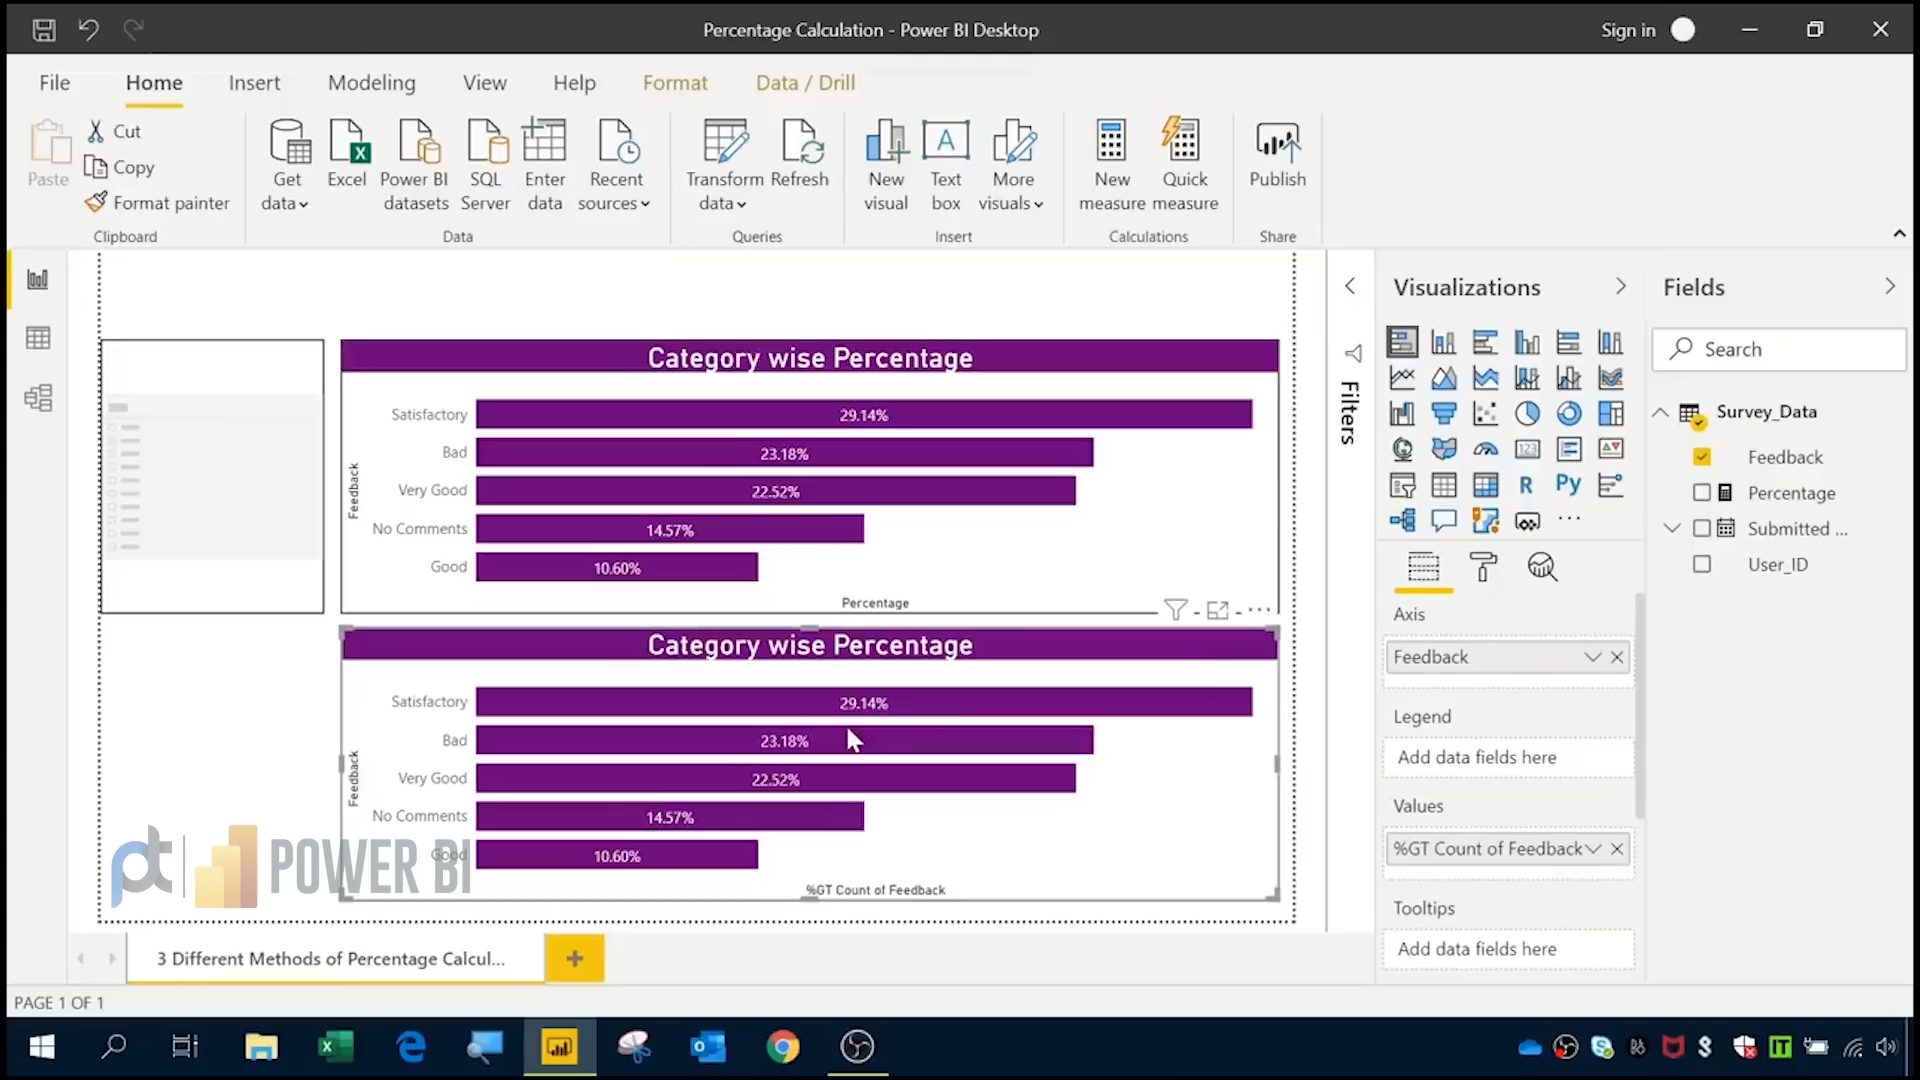 Percentage Calculation - Power BI Desktop
Sign in
File Home Insert Modeling View Help Format Data / Drill
Paste
Cut
Copy
Format painter
Clipboard
Get data
Excel
Power BI datasets
SQL Server
Enter data
Recent sources
Data
Transform data
Refresh
Queries
New visual
Text box
More visuals
Insert
New measure
Quick measure
Calculations
Publish
Share
Category wise Percentage
Feedback
Satisfactory 29.14%
Bad 23.18%
Very Good 22.52%
No Comments 14.57%
Good 10.60%
Percentage
Category wise Percentage
Feedback
Satisfactory 29.14%
Bad 23.18%
Very Good 22.52%
No Comments 14.57%
Good 10.60%
%GT Count of Feedback
pt POWER BI
Filters
Visualizations
R Py
123
Axis
Feedback
Legend
Add data fields here
Values
%GT Count of Feedback
Tooltips
Add data fields here
Fields
Search
Survey_Data
Feedback
Percentage
Submitted ...
User_ID
3 Different Methods of Percentage Calcul...
PAGE 1 OF 1